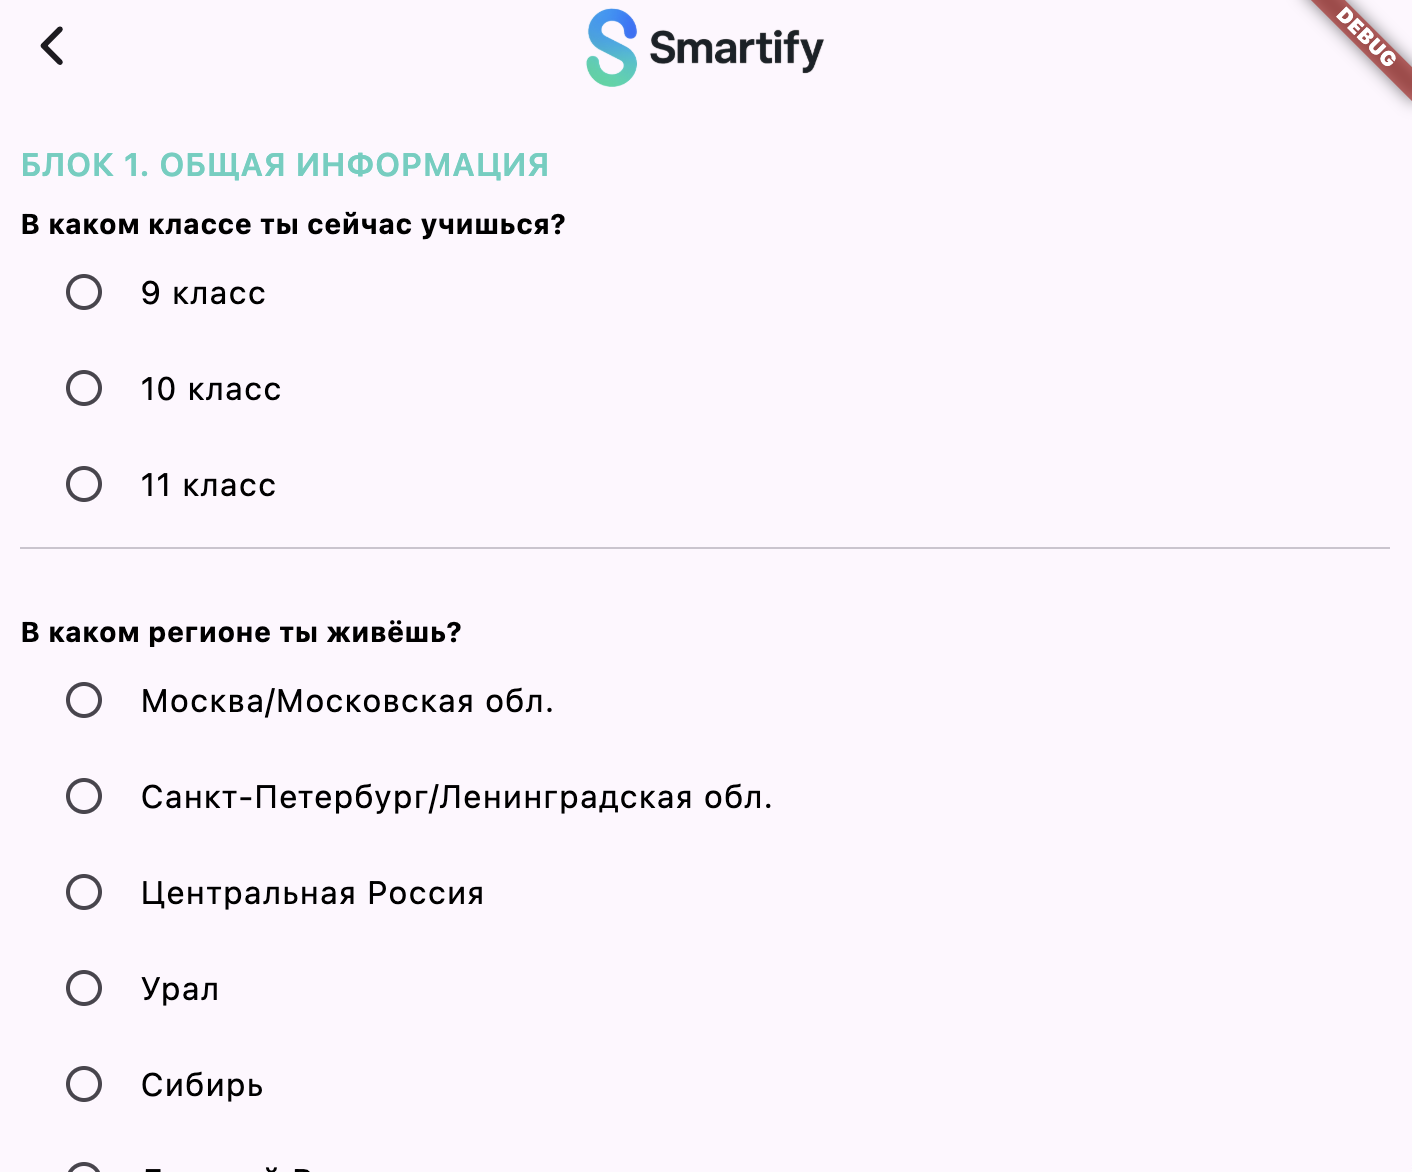 Smartify
DEBUG
БЛОК 1. ОБЩАЯ ИНФОРМАЦИЯ
В каком классе ты сейчас учишься?
9 класс
10 класс
11 класс
В каком регионе ты живёшь?
Москва/Московская обл.
Санкт-Петербург/Ленинградская обл.
Центральная Россия
Урал
Сибирь